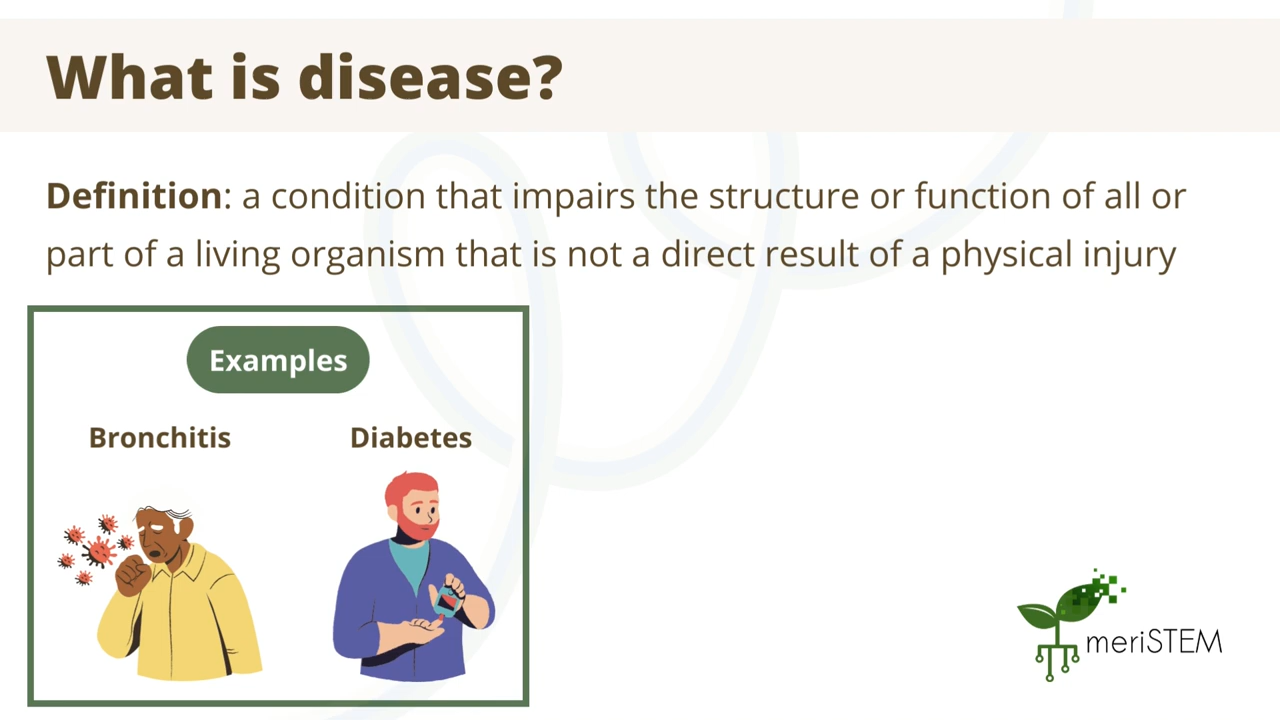 What is disease?
Definition: a condition that impairs the structure or function of all or
part of a living organism that is not a direct result of a physical injury
Examples
Bronchitis
Diabetes
meriSTEM